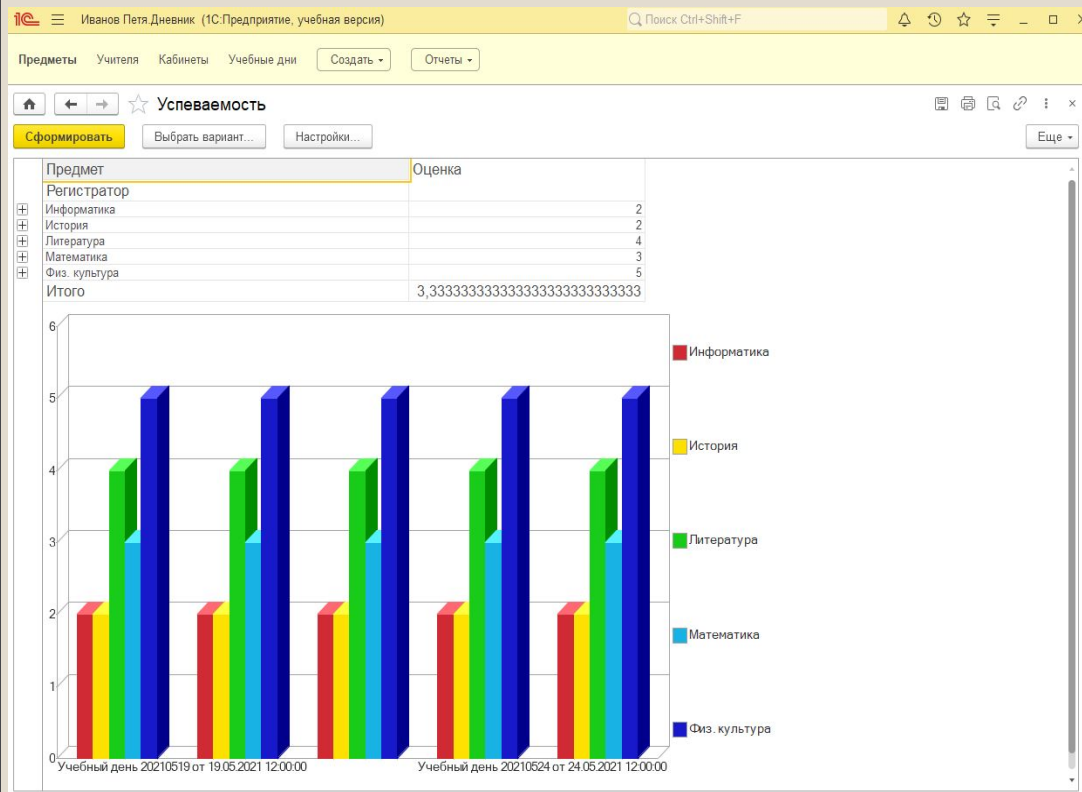 1С Иванов Петя.Дневник (1С:Предприятие, учебная версия) Поиск Ctrl+Shift+F
Предметы Учителя Кабинеты Учебные дни Создать Отчеты
Успеваемость
Сформировать Выбрать вариант... Настройки... Еще
Предмет Оценка
Регистратор
Информатика 2
История 2
Литература 4
Математика 3
Физ. культура 5
Итого 3,333333333333333333333333333
6
Информатика
5
История
4
3
Литература
2
Математика
1
Физ. культура
0
Учебный день 20210519 от 19.05.2021 12:00:00 Учебный день 20210524 от 24.05.2021 12:00:00